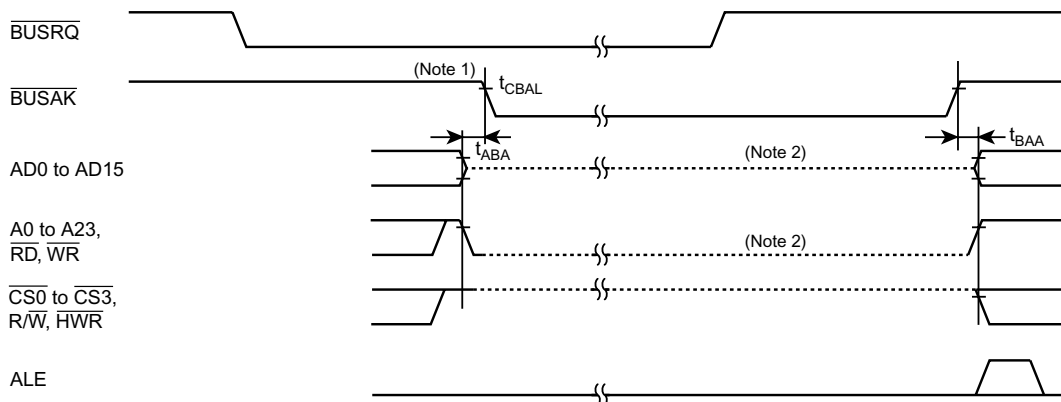 BUSRQ
(Note 1)
tCBAL
BUSAK
tABA
tBAA
AD0 to AD15
(Note 2)
A0 to A23,
RD, WR
(Note 2)
CS0 to CS3,
R/W, HWR
ALE